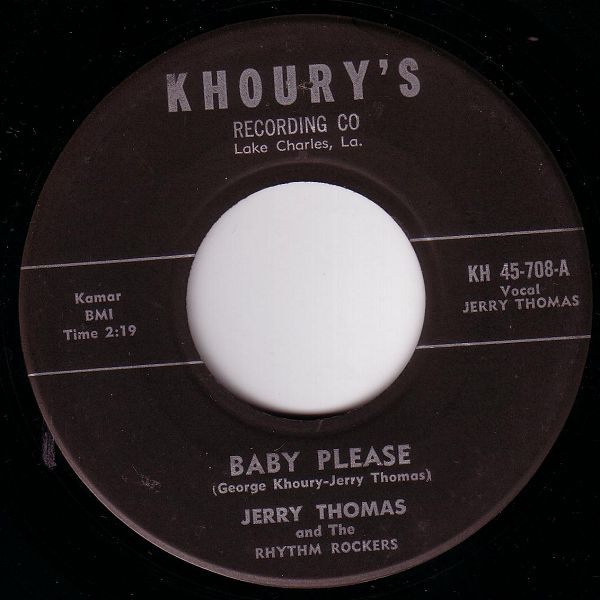 KHOURY'S
RECORDING CO
Lake Charles, La.
Kamar
BMI
Time 2:19
KH 45-708-A
Vocal
JERRY THOMAS
BABY PLEASE
(George Khoury-Jerry Thomas)
JERRY THOMAS
and The
RHYTHM ROCKERS